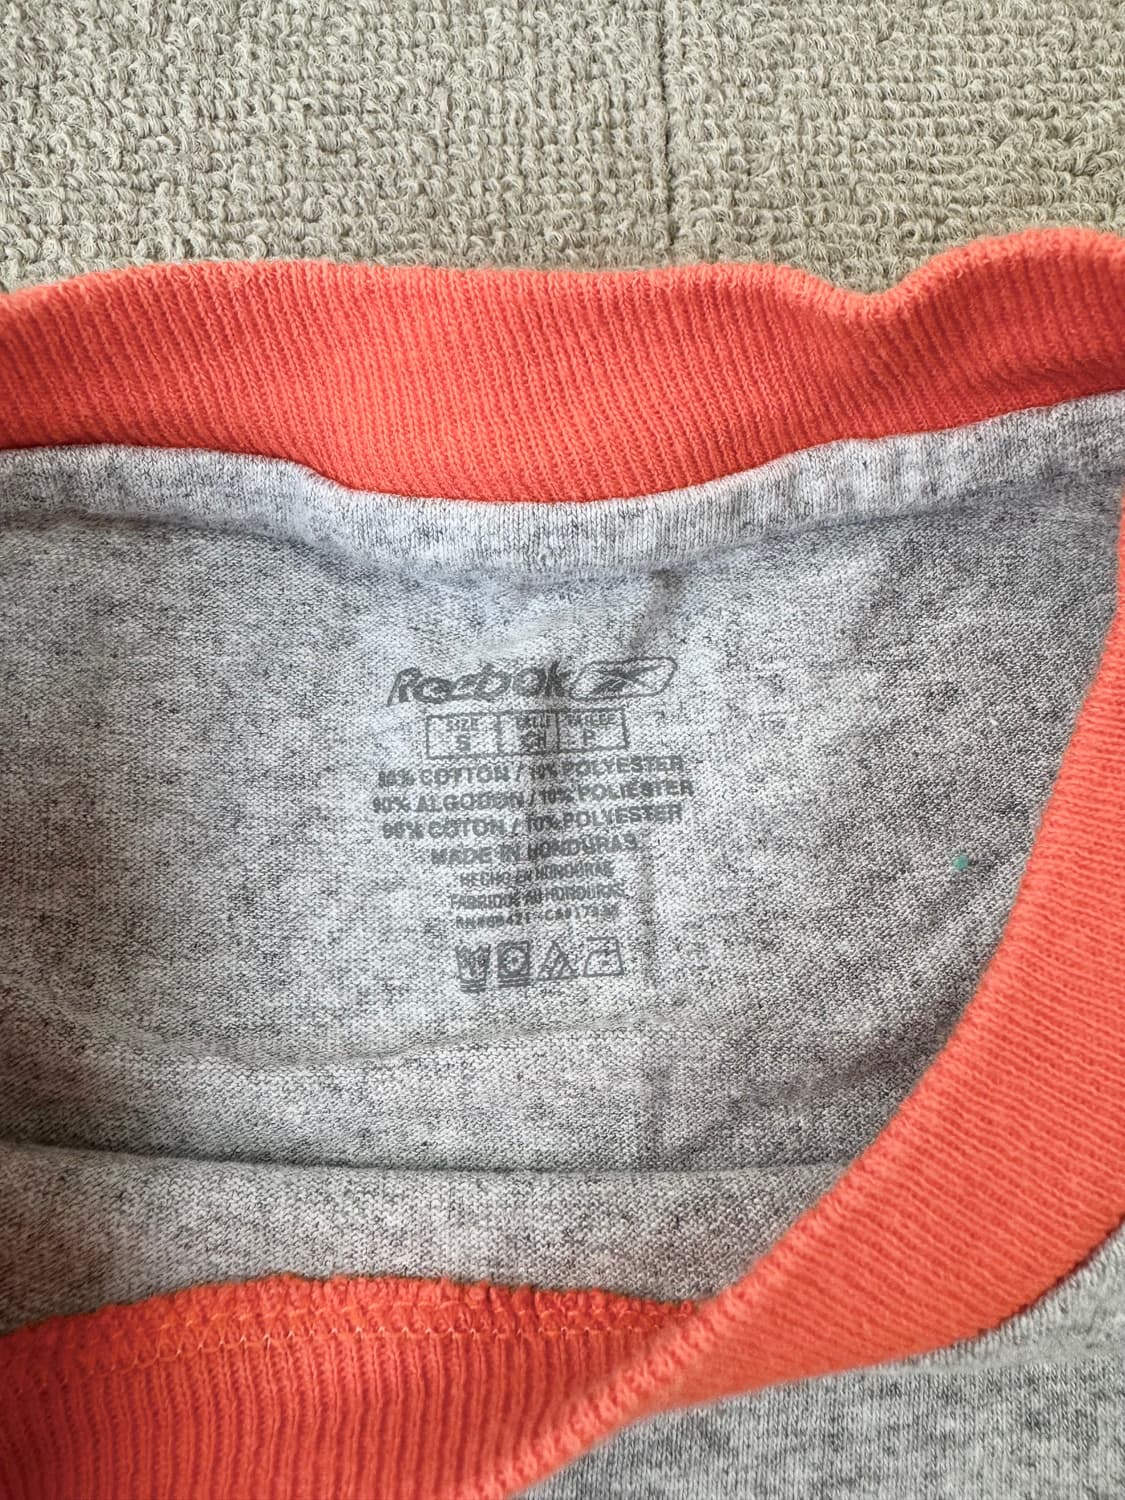 Reebok
SIZE TALLE TAILLE
S CH P
90% COTTON / 10% POLYESTER
90% ALGODON / 10% POLIESTER
90% COTON / 10% POLYESTER
MADE IN HONDURAS
HECHO EN HONDURAS
FABRIQUE AU HONDURAS